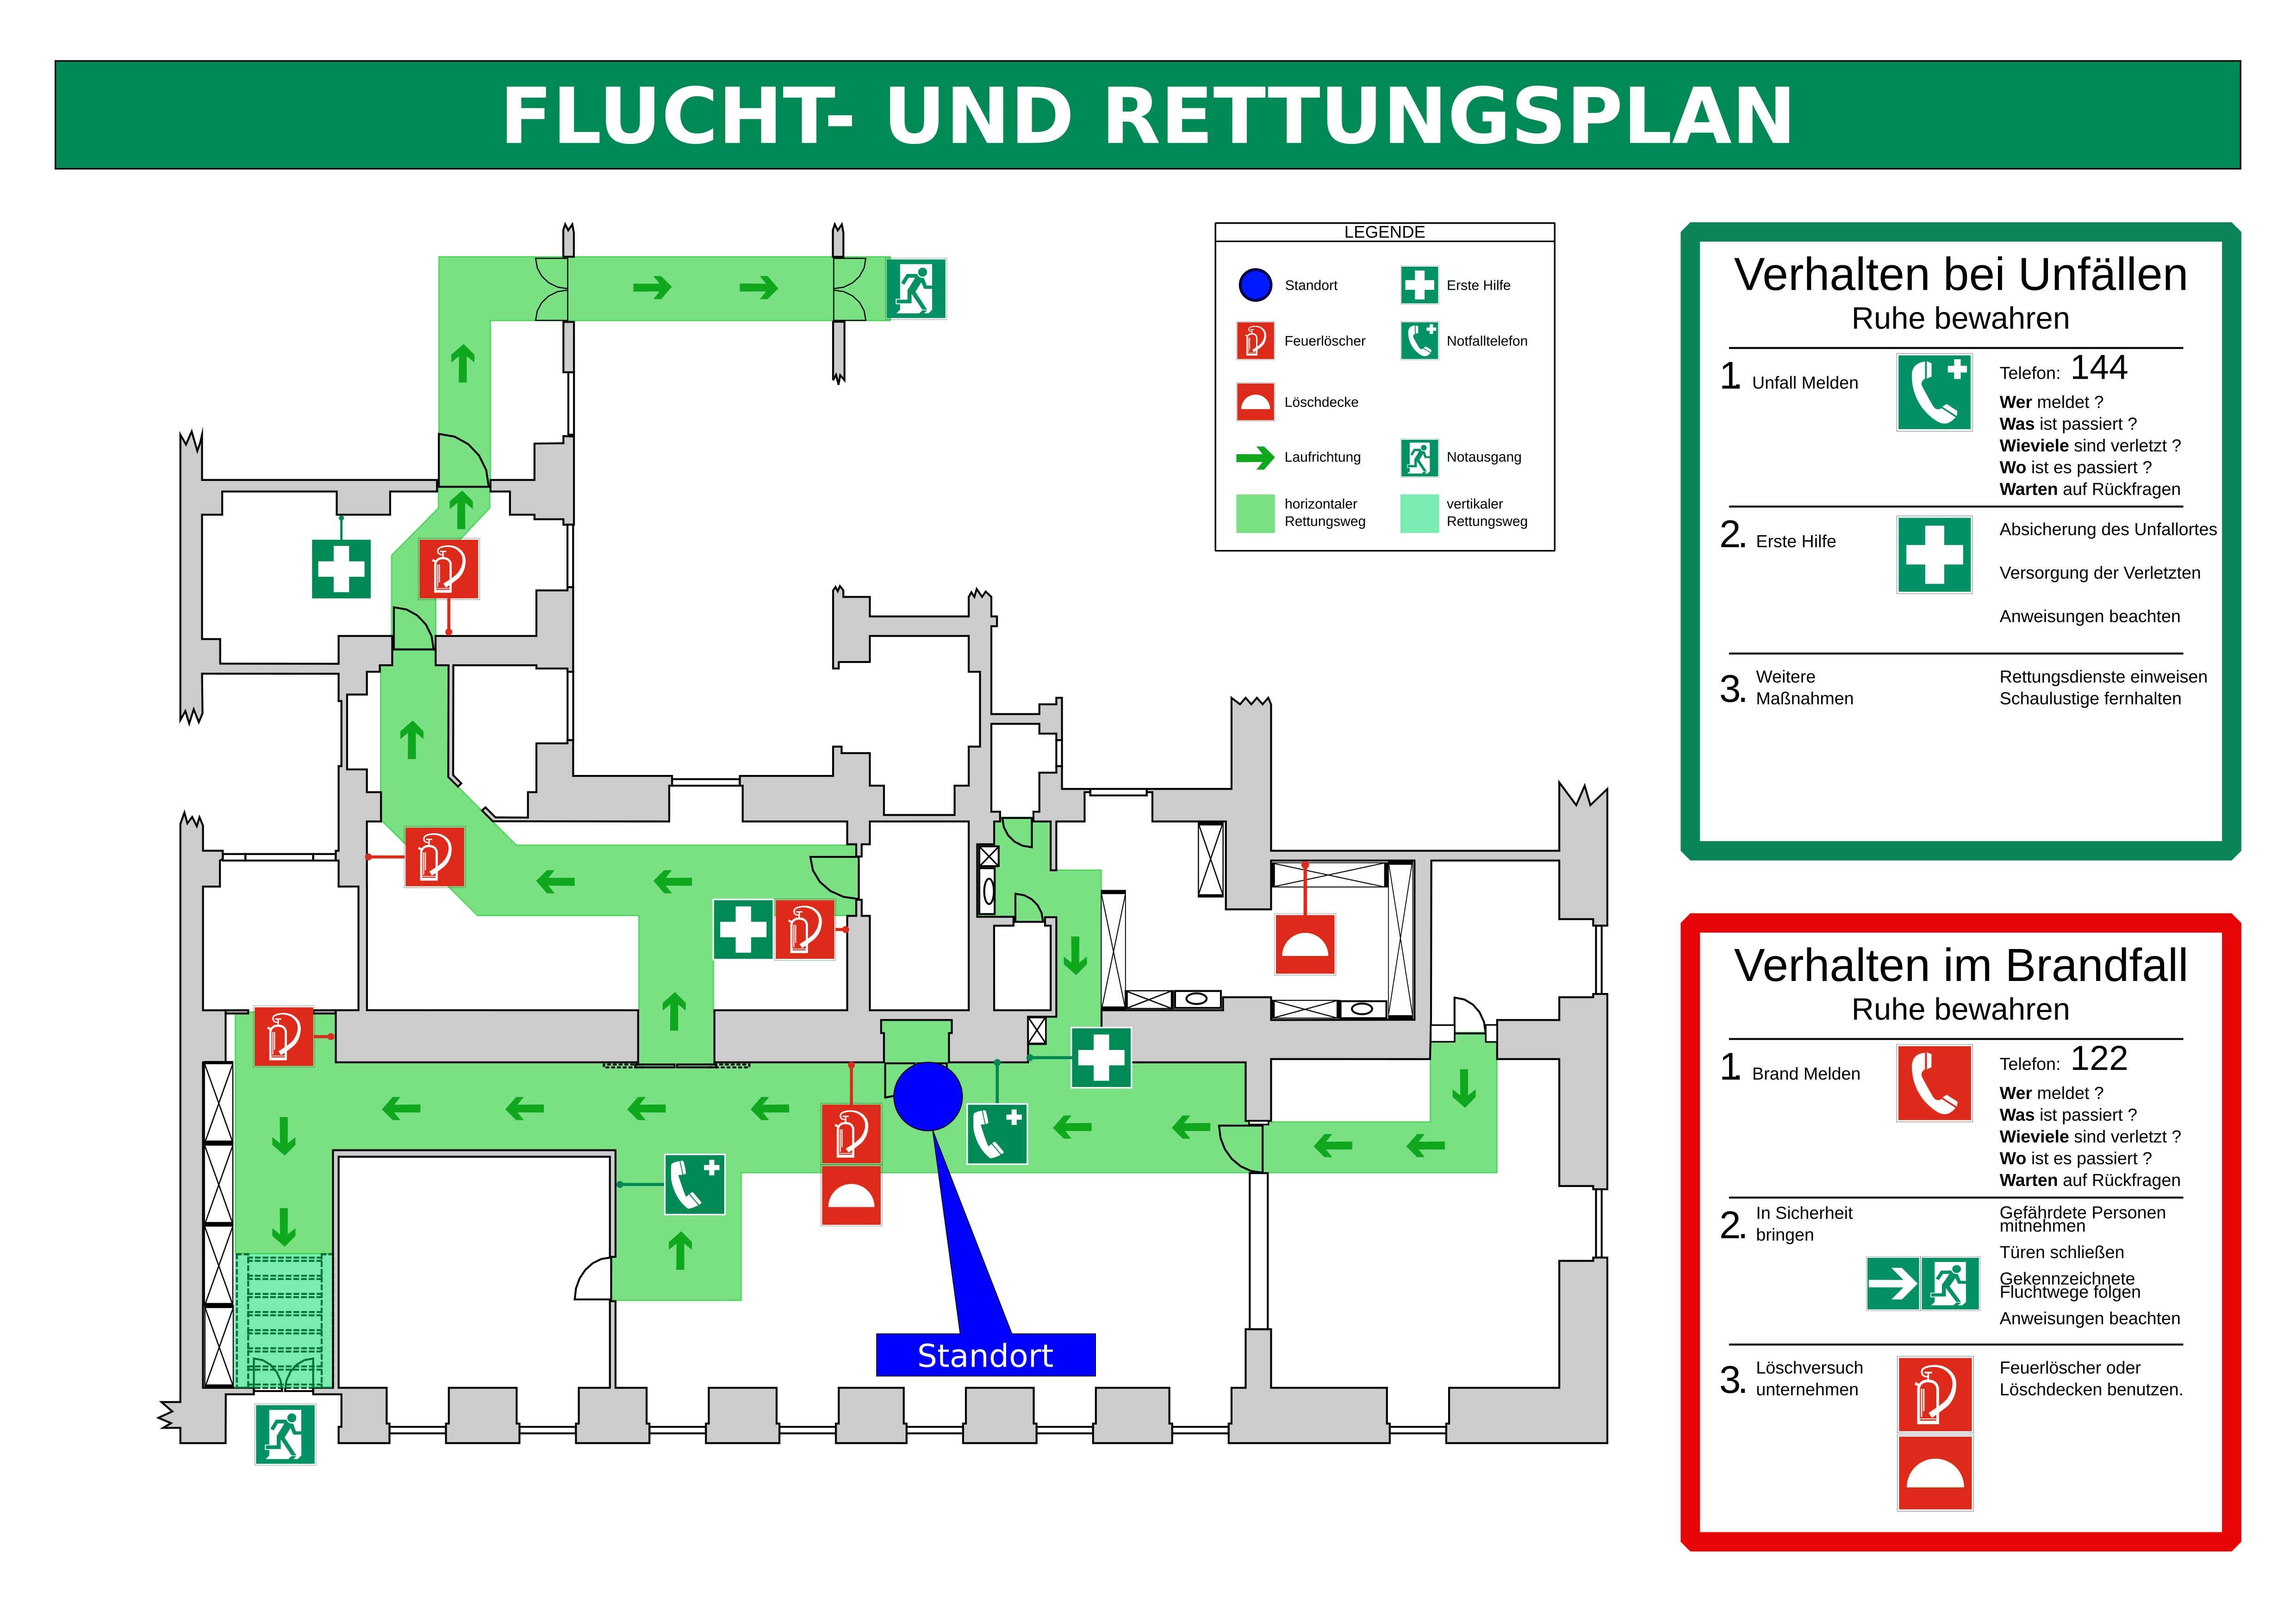 FLUCHT- UND RETTUNGSPLAN
LEGENDE
Standort
Erste Hilfe
Feuerlöscher
Notfalltelefon
Löschdecke
Laufrichtung
Notausgang
horizontaler
Rettungsweg
vertikaler
Rettungsweg
Standort
Verhalten bei Unfällen
Ruhe bewahren
1. Unfall Melden
Telefon: 144
Wer meldet ?
Was ist passiert ?
Wieviele sind verletzt ?
Wo ist es passiert ?
Warten auf Rückfragen
2. Erste Hilfe
Absicherung des Unfallortes
Versorgung der Verletzten
Anweisungen beachten
3. Weitere
Maßnahmen
Rettungsdienste einweisen
Schaulustige fernhalten
Verhalten im Brandfall
Ruhe bewahren
1. Brand Melden
Telefon: 122
Wer meldet ?
Was ist passiert ?
Wieviele sind verletzt ?
Wo ist es passiert ?
Warten auf Rückfragen
2. In Sicherheit
bringen
Gefährdete Personen
mitnehmen
Türen schließen
Gekennzeichnete
Fluchtwege folgen
Anweisungen beachten
3. Löschversuch
unternehmen
Feuerlöscher oder
Löschdecken benutzen.